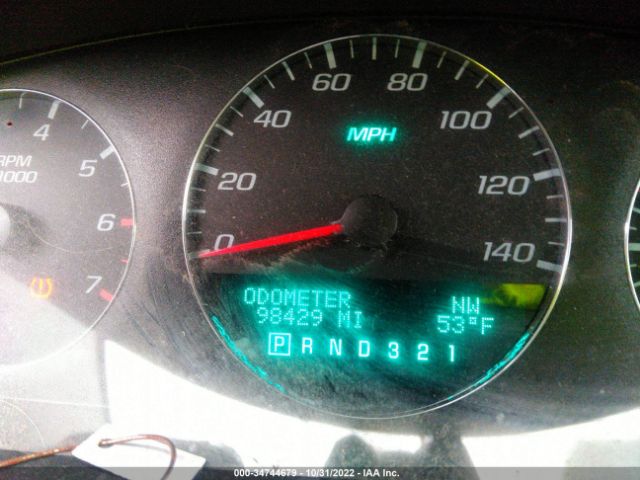 60 80
4 40 MPH 100
5
RPM
1000
20 120
6
0 140
7
ODOMETER NW
98429 MI 53°F
P R N D 3 2 1
000-34744679 | 10/31/2022 - IAA Inc.